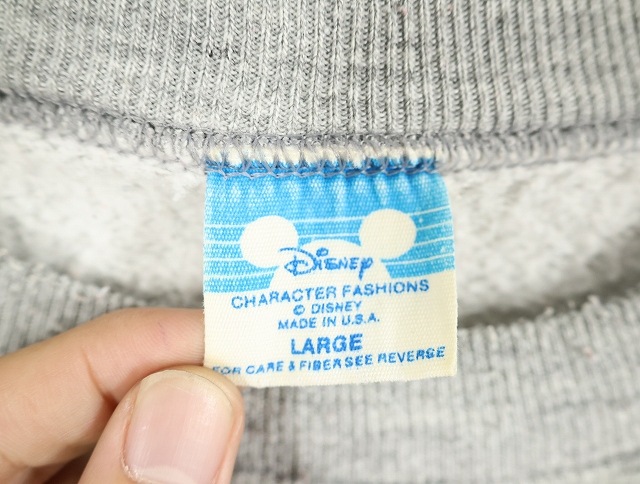 Disney
CHARACTER FASHIONS
© DISNEY
MADE IN U.S.A.
LARGE
FOR CARE & FIBER SEE REVERSE